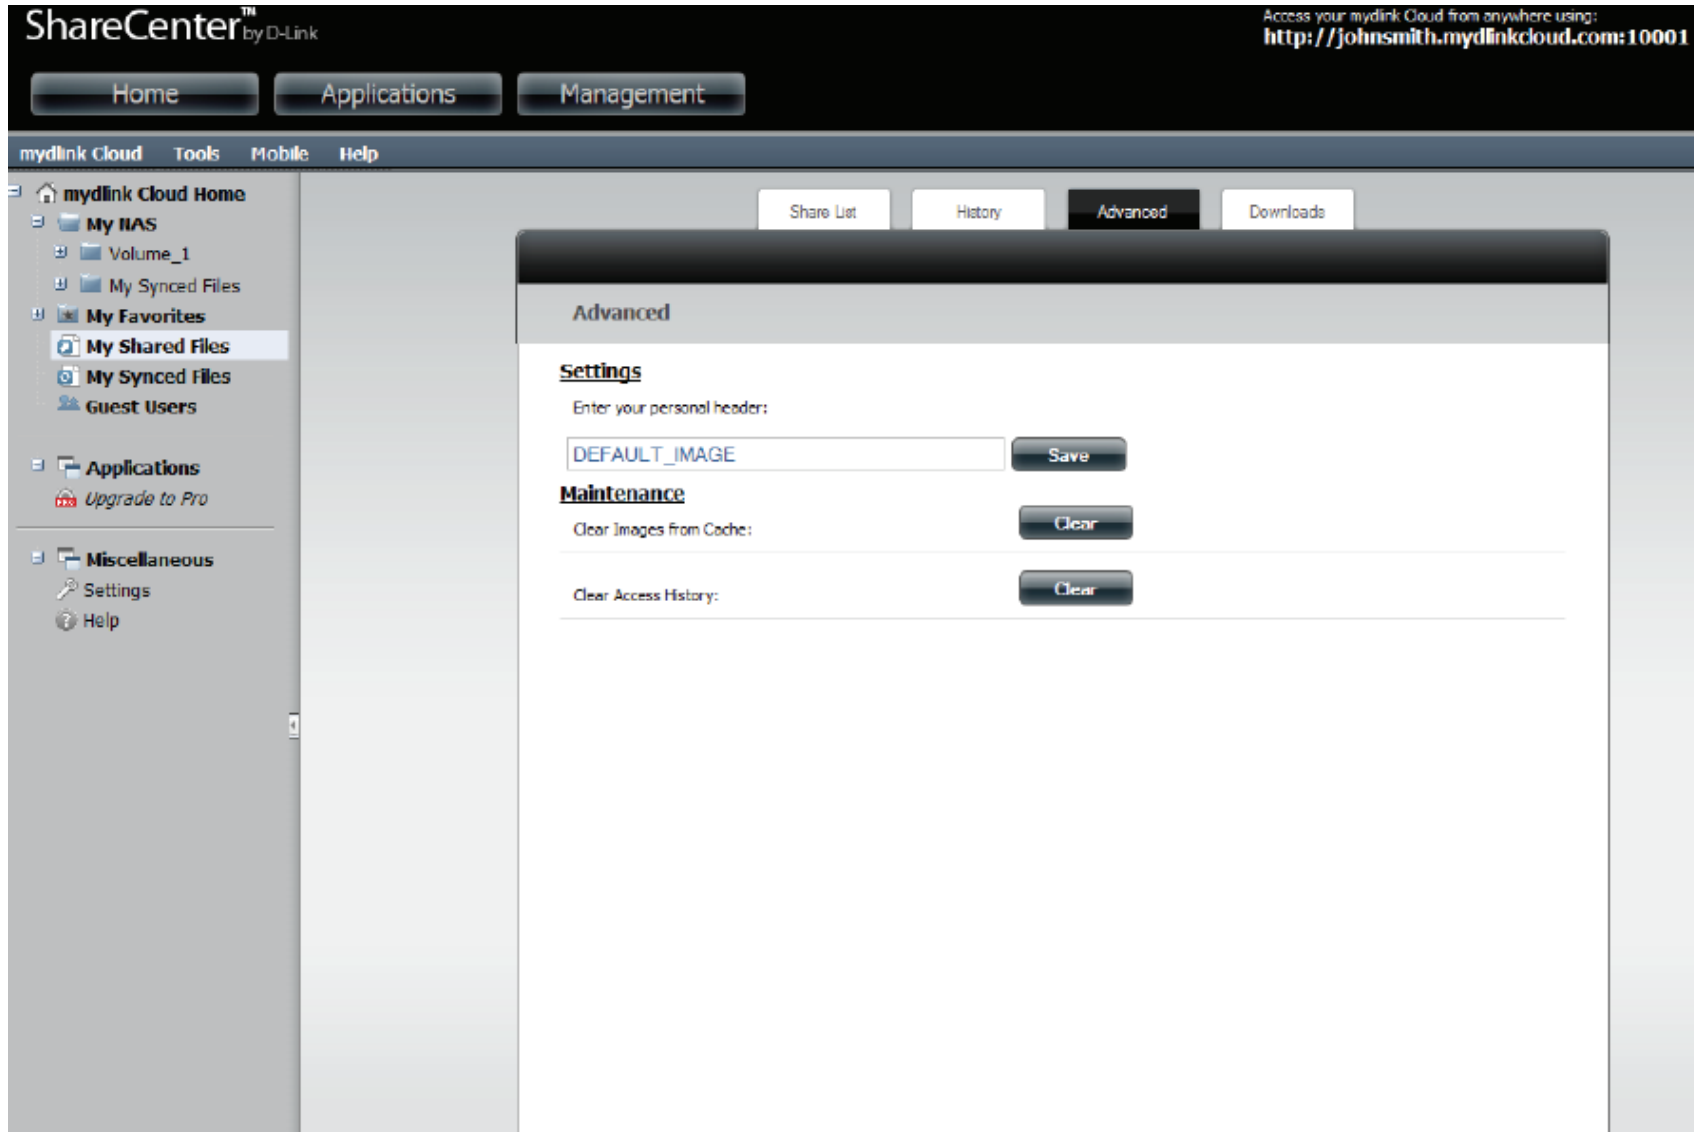 ShareCenter™ by D-Link
Access your mydlink Cloud from anywhere using:
http://johnsmith.mydlinkcloud.com:10001
Home Applications Management
mydlink Cloud Tools Mobile Help
mydlink Cloud Home
My NAS
Volume_1
My Synced Files
My Favorites
My Shared Files
My Synced Files
Guest Users
Applications
Upgrade to Pro
Miscellaneous
Settings
Help
Share List History Advanced Downloads
Advanced
Settings
Enter your personal header:
DEFAULT_IMAGE Save
Maintenance
Clear Images from Cache: Clear
Clear Access History: Clear